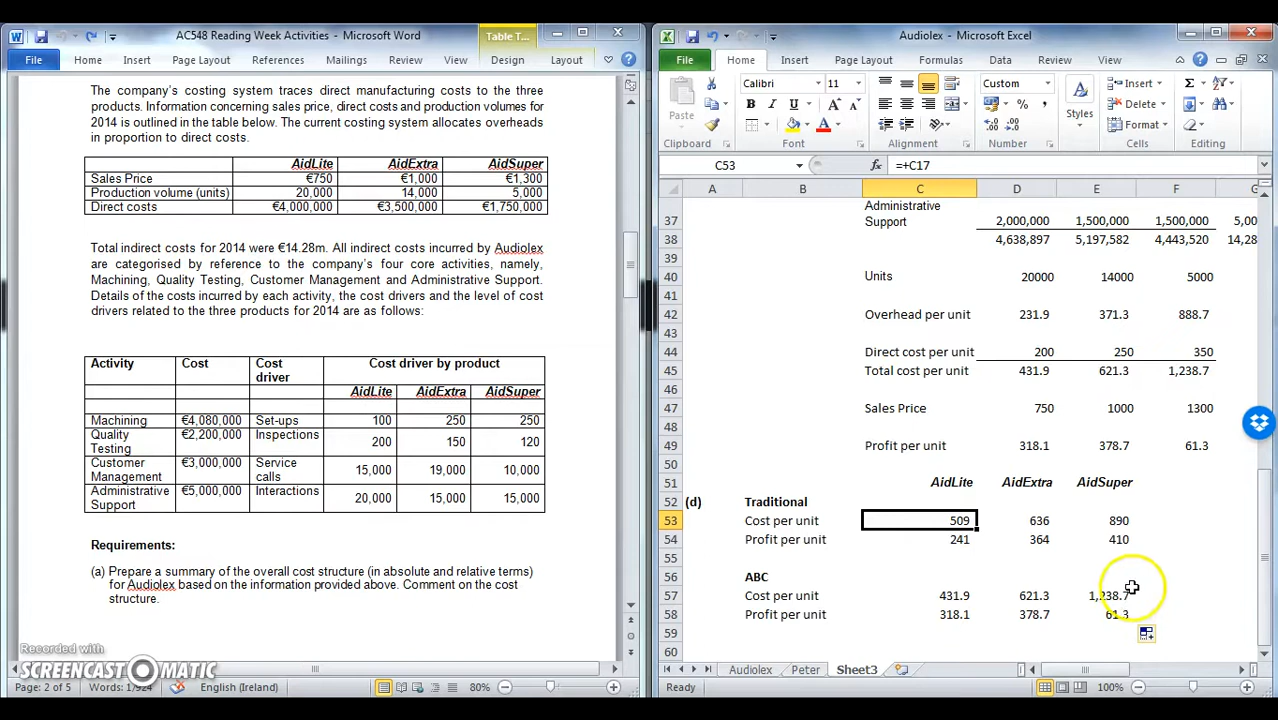 AC548 Reading Week Activities - Microsoft Word
Table T...
File Home Insert Page Layout References Mailings Review View Design Layout
The company's costing system traces direct manufacturing costs to the three
products. Information concerning sales price, direct costs and production volumes for
2014 is outlined in the table below. The current costing system allocates overheads
in proportion to direct costs.
AidLite AidExtra AidSuper
Sales Price €750 €1,000 €1,300
Production volume (units) 20,000 14,000 5,000
Direct costs €4,000,000 €3,500,000 €1,750,000
Total indirect costs for 2014 were €14.28m. All indirect costs incurred by Audiolex
are categorised by reference to the company's four core activities, namely,
Machining, Quality Testing, Customer Management and Administrative Support.
Details of the costs incurred by each activity, the cost drivers and the level of cost
drivers related to the three products for 2014 are as follows:
Activity Cost Cost driver Cost driver by product
AidLite AidExtra AidSuper
Machining €4,080,000 Set-ups 100 250 250
Quality Testing €2,200,000 Inspections 200 150 120
Customer Management €3,000,000 Service calls 15,000 19,000 10,000
Administrative Support €5,000,000 Interactions 20,000 15,000 15,000
Requirements:
(a) Prepare a summary of the overall cost structure (in absolute and relative terms)
for Audiolex based on the information provided above. Comment on the cost
structure.
Recorded with
SCREENCAST-O-MATIC
Page: 2 of 5 Words: 1/924 English (Ireland) 80%
Audiolex - Microsoft Excel
File Home Insert Page Layout Formulas Data Review View
Calibri 11 Custom Insert
Paste B I U Styles Delete
Format
Clipboard Font Alignment Number Cells Editing
C53 fx =+C17
A B C D E F G
Administrative
37 Support 2,000,000 1,500,000 1,500,000 5,00
38 4,638,897 5,197,582 4,443,520 14,28
39
40 Units 20000 14000 5000
41
42 Overhead per unit 231.9 371.3 888.7
43
44 Direct cost per unit 200 250 350
45 Total cost per unit 431.9 621.3 1,238.7
46
47 Sales Price 750 1000 1300
48
49 Profit per unit 318.1 378.7 61.3
50
51 AidLite AidExtra AidSuper
52 (d) Traditional
53 Cost per unit 509 636 890
54 Profit per unit 241 364 410
55
56 ABC
57 Cost per unit 431.9 621.3 1,238.7
58 Profit per unit 318.1 378.7 61.3
59
60
Audiolex Peter Sheet3
Ready 100%